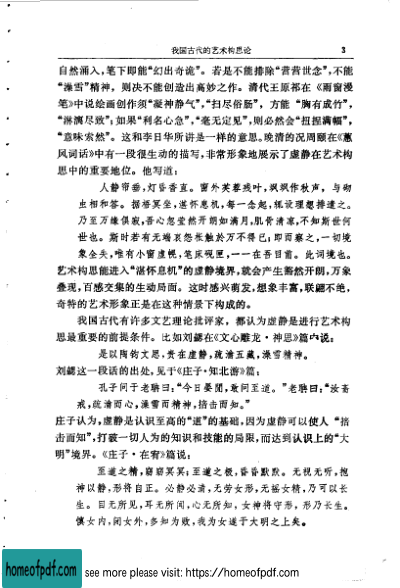 我国古代的艺术构思论 3
自然涌入，笔下即能“幻出奇诡”。若是不能排除“营营世念”，不能
“澡雪”精神，则决不能创造出高妙之作。清代王原祁在《雨窗漫
笔》中说绘画创作须“凝神静气”，“扫尽俗肠”，方能“胸有成竹”，
“淋漓尽致”；如果“利名心急”，“毫无定见”，则必然会“扭捏满幅”，
“意味索然”。这和李日华所讲是一样的意思。晚清的况周颐在《蕙
风词话》中有一段很生动的描写，非常形象地展示了虚静在艺术构
思中的重要地位。他写道：
人静帘垂，灯昏香直。窗外芙蓉残叶，飒飒作秋声，与砌
虫相和答。据梧冥坐，湛怀息机，每一念起，辄设理想排遣之。
乃至万缘俱寂，吾心忽莹然开朗如满月，肌骨清凉，不知斯世何
世也。斯时若有无端哀怨枨触於万不得已；即而察之，一切境
象全失，唯有小窗虚幌，笔床砚匣，一一在吾目前。此词境也。
艺术构思能进入“湛怀息机”的虚静境界，就会产生豁然开朗，万象
叠现，百感交集的生动局面。这时感兴萌发，想象丰富，联翩不绝，
奇特的艺术形象正是在这种情景下构成的。
我国古代有许多文艺理论批评家，都认为虚静是进行艺术构
思最重要的前提条件。比如刘勰在《文心雕龙·神思》篇内说：
是以陶钧文思，贵在虚静，疏瀹五藏，澡雪精神。
刘勰这一段话的出处，见于《庄子·知北游》篇：
孔子问于老聃曰：“今日晏闲，敢问至道。”老聃曰：“汝斋
戒，疏瀹而心，澡雪而精神，掊击而知。”
庄子认为，虚静是认识至高的“道”的基础，因为虚静可以使人“掊
击而知”，打破一切人为的知识和技能的局限，而达到认识上的“大
明”境界。《庄子·在宥》篇说：
至道之精，窈窈冥冥；至道之极，昏昏默默。无视无听，抱
神以静，形将自正。必静必清，无劳女形，无摇女精，乃可以长
生。目无所见，耳无所闻，心无所知，女神将守形，形乃长生。
慎女内，闭女外，多知为败，我为女遂于大明之上矣。
homeofpdf.com see more please visit: https://homeofpdf.com